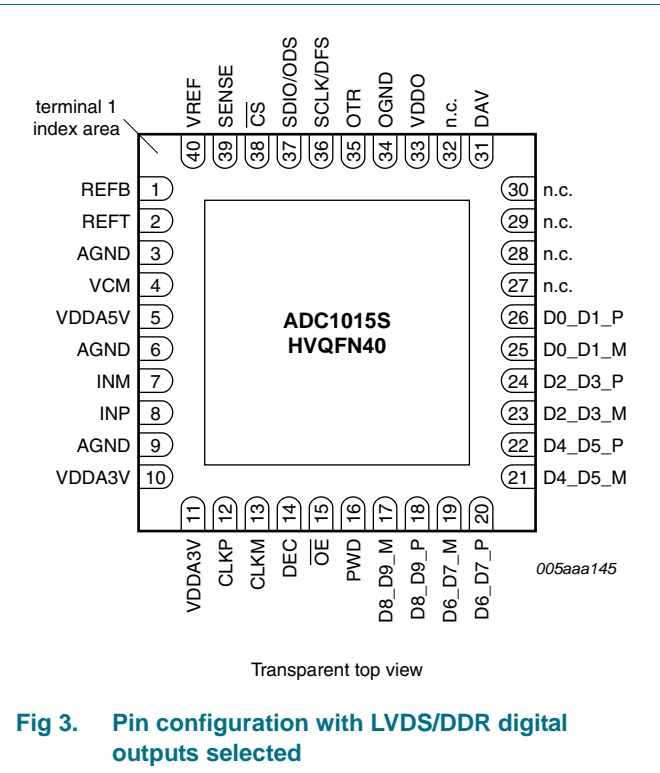 VREF
SENSE
CS
SDIO/ODS
SCLK/DFS
OTR
OGND
VDDO
n.c.
DAV
terminal 1
index area
40
39
38
37
36
35
34
33
32
31
REFB 1
REFT 2
AGND 3
VCM 4
VDDA5V 5
AGND 6
INM 7
INP 8
AGND 9
VDDA3V 10
ADC1015S
HVQFN40
30 n.c.
29 n.c.
28 n.c.
27 n.c.
26 D0_D1_P
25 D0_D1_M
24 D2_D3_P
23 D2_D3_M
22 D4_D5_P
21 D4_D5_M
11
12
13
14
15
16
17
18
19
20
VDDA3V
CLKP
CLKM
DEC
OE
PWD
D8_D9_M
D8_D9_P
D6_D7_M
D6_D7_P
005aaa145
Transparent top view
Fig 3. Pin configuration with LVDS/DDR digital
outputs selected